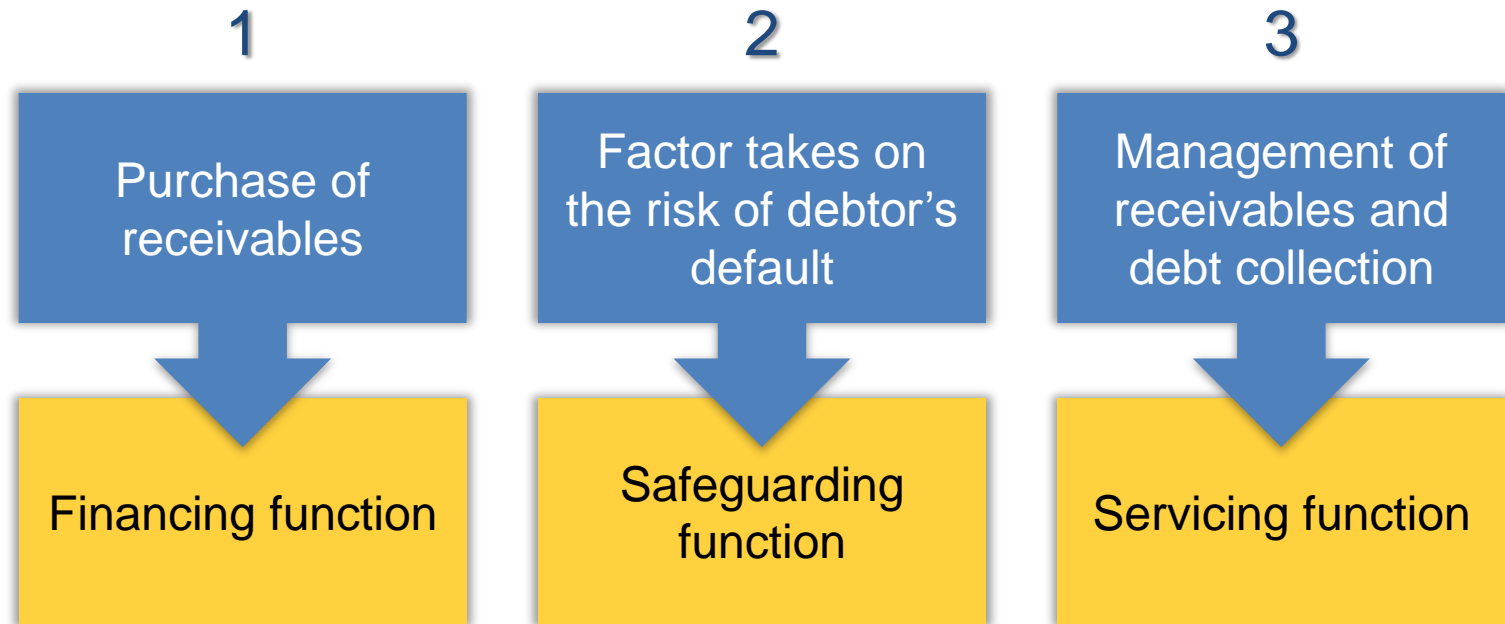 1
2
3
Purchase of
receivables
Factor takes on
the risk of debtor’s
default
Management of
receivables and
debt collection
Financing function
Safeguarding
function
Servicing function